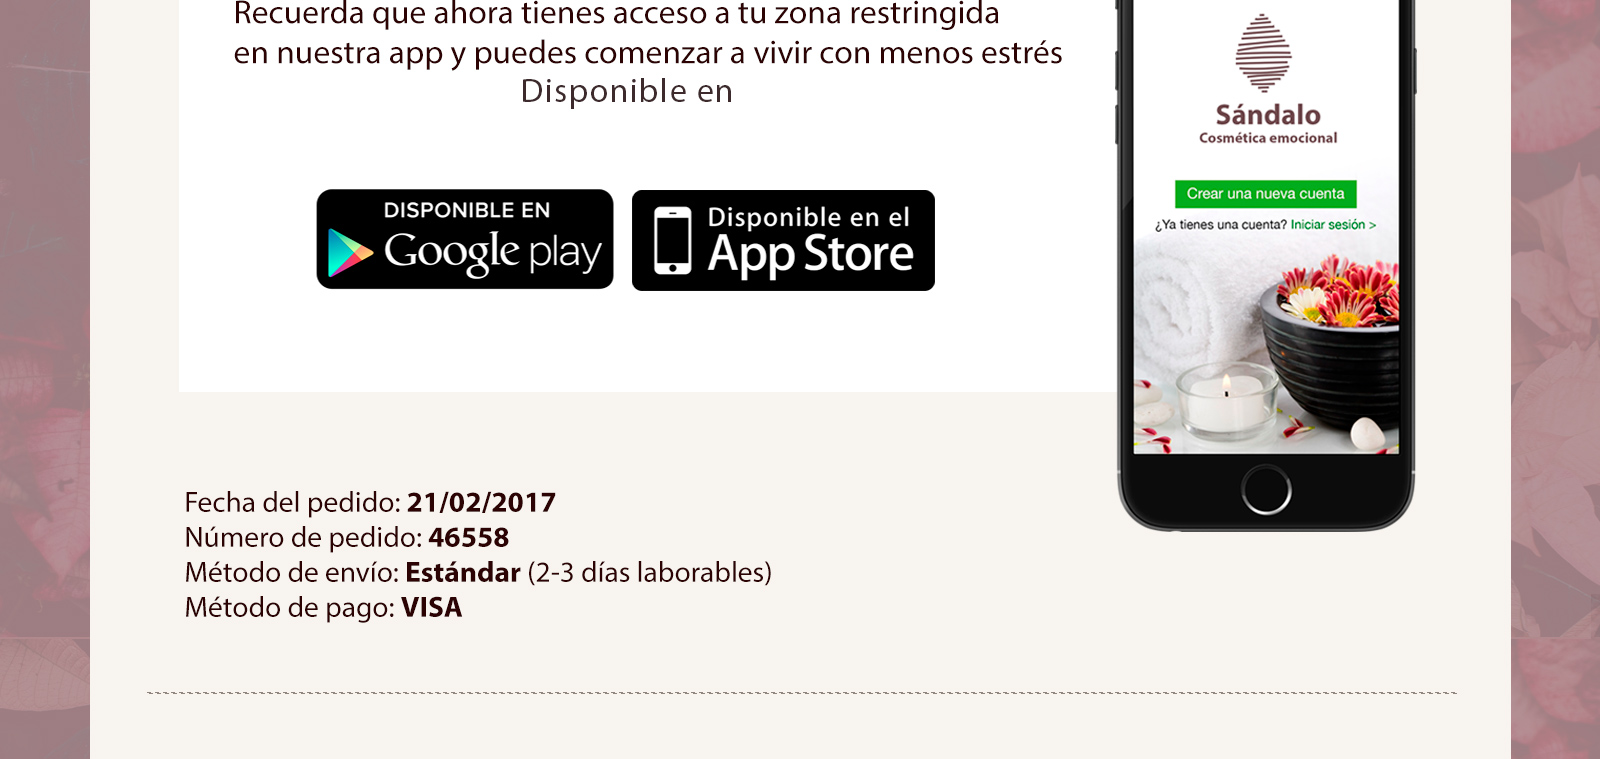 Recuerda que ahora tienes acceso a tu zona restringida
en nuestra app y puedes comenzar a vivir con menos estrés
Disponible en
DISPONIBLE EN
Google play
Disponible en el
App Store
Sándalo
Cosmética emocional
Crear una nueva cuenta
¿Ya tienes una cuenta? Iniciar sesión >
Fecha del pedido: 21/02/2017
Número de pedido: 46558
Método de envío: Estándar (2-3 días laborables)
Método de pago: VISA